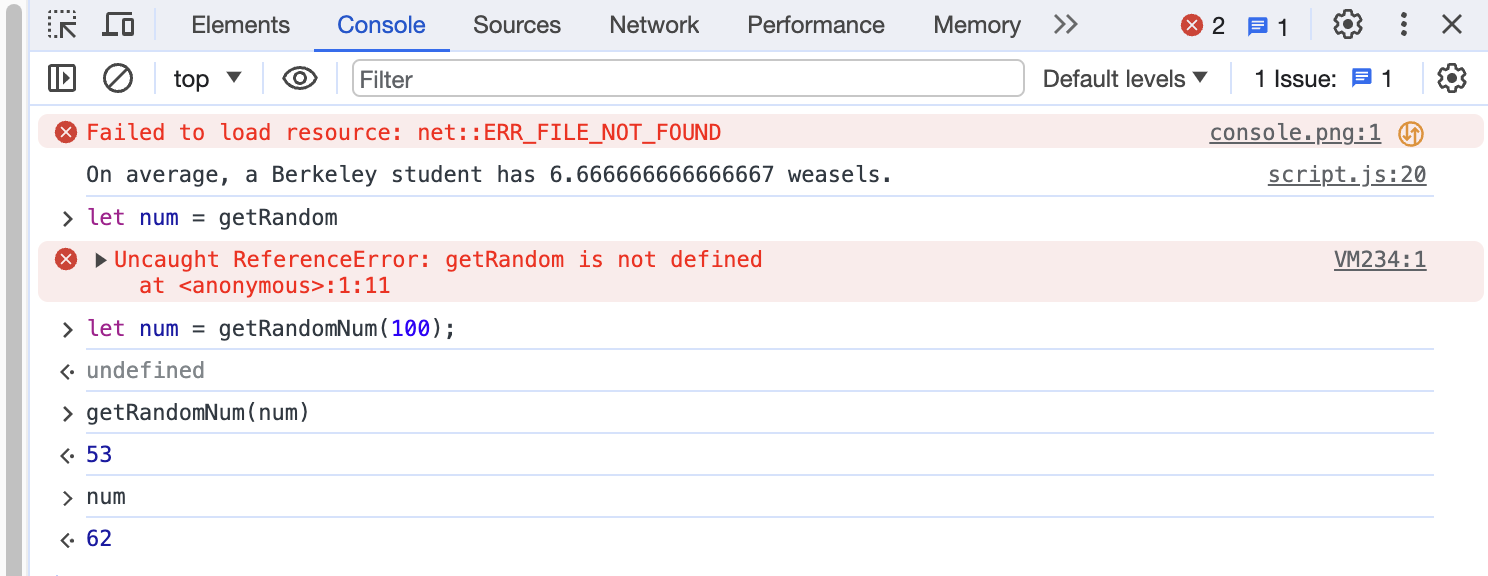 Elements Console Sources Network Performance Memory 2 1
top Filter Default levels 1 Issue: 1
Failed to load resource: net::ERR_FILE_NOT_FOUND console.png:1
On average, a Berkeley student has 6.666666666666667 weasels. script.js:20
> let num = getRandom
Uncaught ReferenceError: getRandom is not defined VM234:1
at <anonymous>:1:11
> let num = getRandomNum(100);
undefined
> getRandomNum(num)
53
> num
62